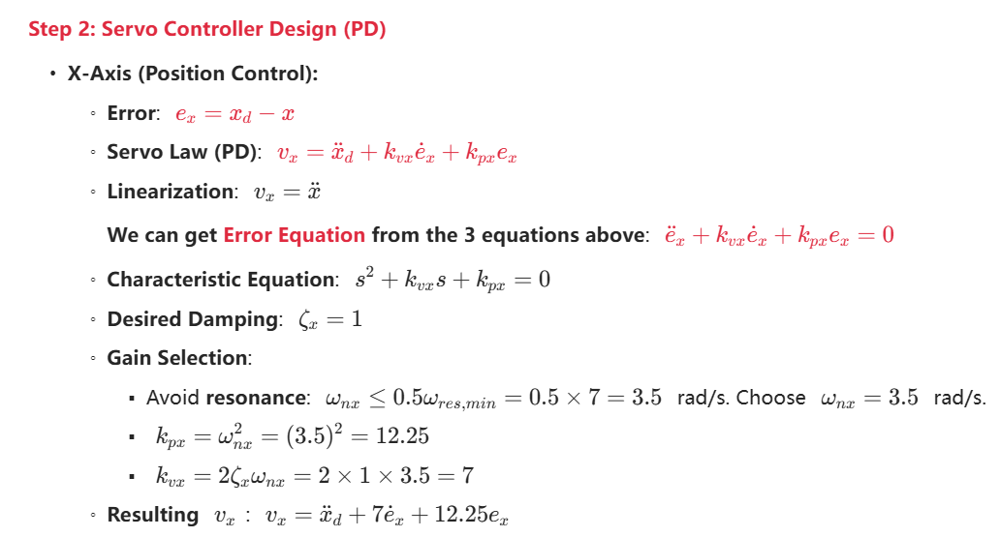 Step 2: Servo Controller Design (PD)
• X-Axis (Position Control):
◦ Error: $e_x = x_d - x$
◦ Servo Law (PD): $v_x = \ddot{x}_d + k_{vx}\dot{e}_x + k_{px}e_x$
◦ Linearization: $v_x = \ddot{x}$
We can get Error Equation from the 3 equations above: $\ddot{e}_x + k_{vx}\dot{e}_x + k_{px}e_x = 0$
◦ Characteristic Equation: $s^2 + k_{vx}s + k_{px} = 0$
◦ Desired Damping: $\zeta_x = 1$
◦ Gain Selection:
▪ Avoid resonance: $\omega_{nx} \leq 0.5\omega_{res,min} = 0.5 \times 7 = 3.5$ rad/s. Choose $\omega_{nx} = 3.5$ rad/s.
▪ $k_{px} = \omega_{nx}^2 = (3.5)^2 = 12.25$
▪ $k_{vx} = 2\zeta_x\omega_{nx} = 2 \times 1 \times 3.5 = 7$
◦ Resulting $v_x$ : $v_x = \ddot{x}_d + 7\dot{e}_x + 12.25e_x$